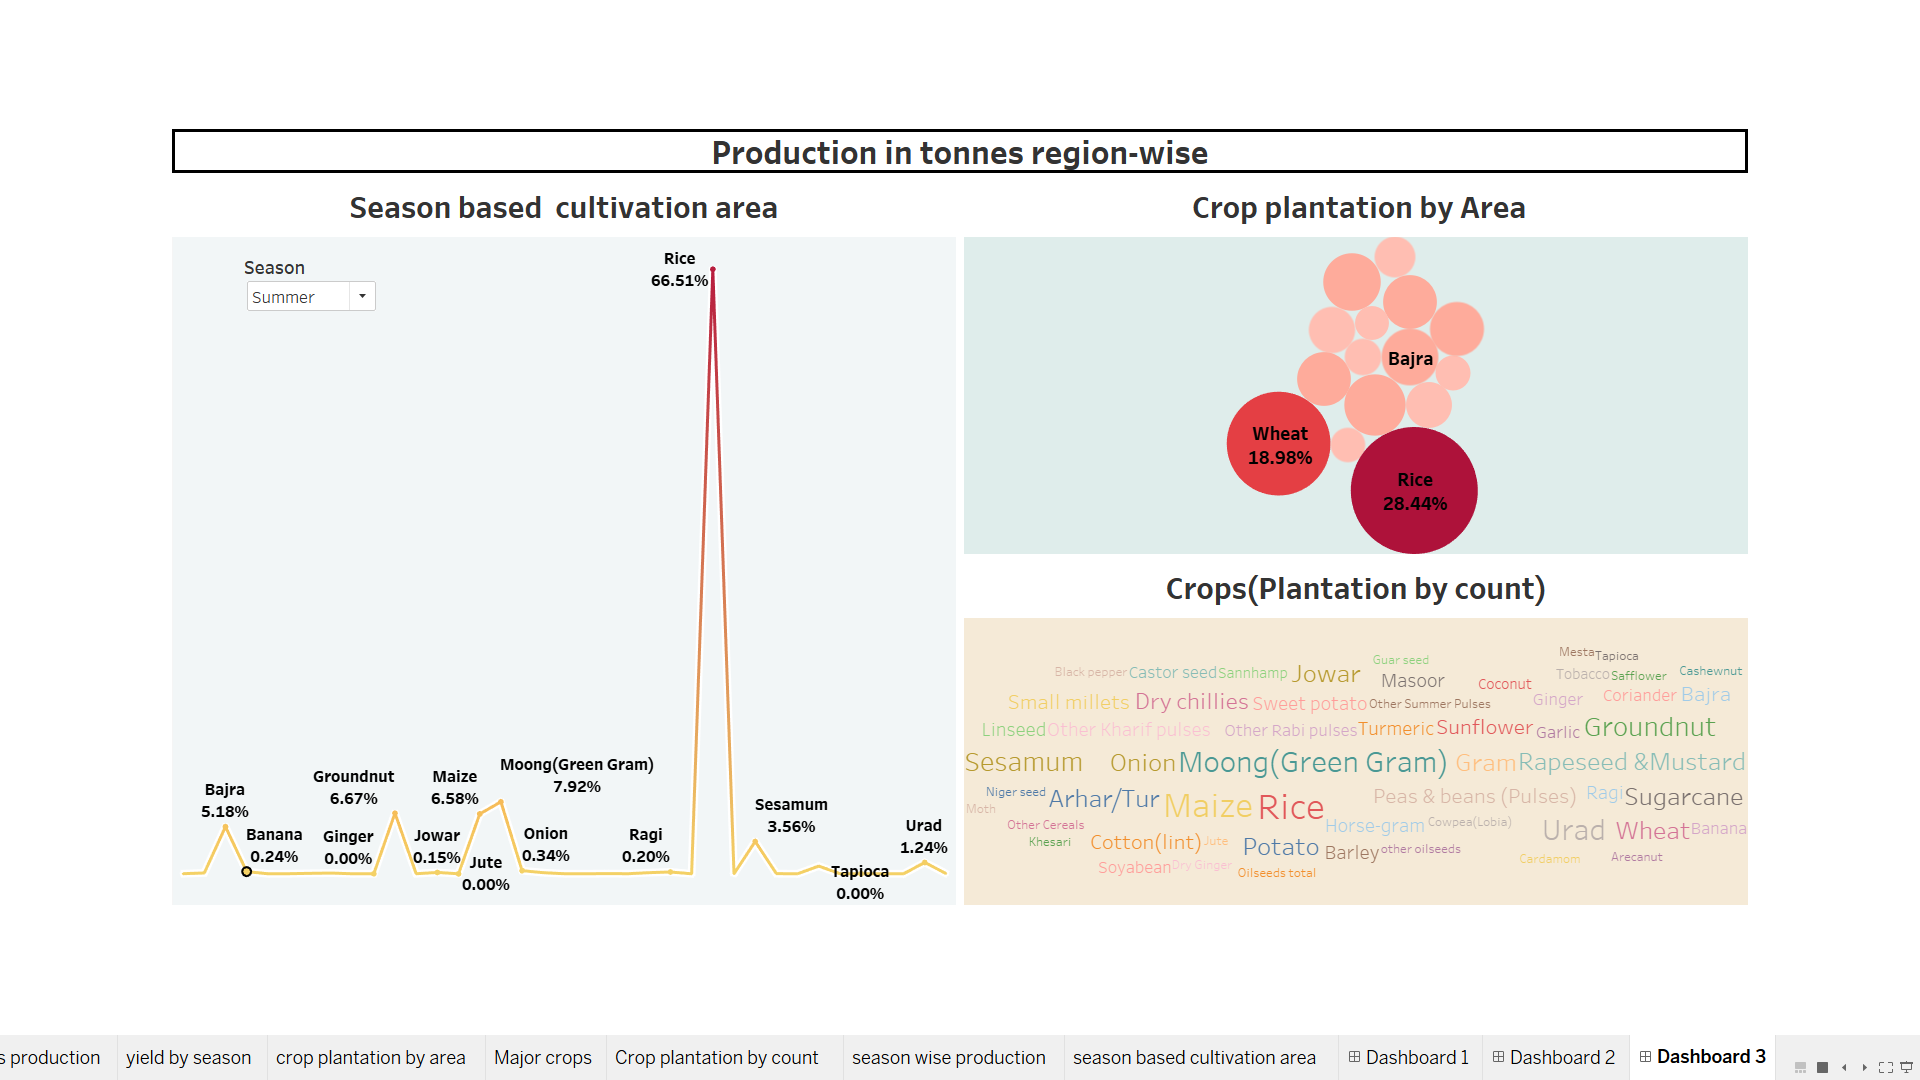 Production in tonnes region-wise
Season based  cultivation area
Season
Summer
Rice
66.51%
Bajra
5.18%
Banana
0.24%
Groundnut
6.67%
Ginger
0.00%
Maize
6.58%
Jowar
0.15%
Jute
0.00%
Moong(Green Gram)
7.92%
Onion
0.34%
Ragi
0.20%
Sesamum
3.56%
Tapioca
0.00%
Urad
1.24%
Crop plantation by Area
Bajra
Wheat
18.98%
Rice
28.44%
Crops(Plantation by count)
Mesta
Tapioca
Guar seed
Black pepper
Castor seed
Sannhamp
Jowar
Masoor
Coconut
Tobacco
Safflower
Cashewnut
Small millets
Dry chillies
Sweet potato
Other Summer Pulses
Ginger
Coriander
Bajra
Linseed
Other Kharif pulses
Other Rabi pulses
Turmeric
Sunflower
Garlic
Groundnut
Sesamum
Onion
Moong(Green Gram)
Gram
Rapeseed &Mustard
Niger seed
Moth
Arhar/Tur
Maize
Rice
Peas & beans (Pulses)
Ragi
Sugarcane
Other Cereals
Khesari
Cotton(lint)
Jute
Horse-gram
Cowpea(Lobia)
Urad
Wheat
Banana
Potato
Barley
other oilseeds
Cardamom
Arecanut
Soyabean
Dry Ginger
Oilseeds total
s production
yield by season
crop plantation by area
Major crops
Crop plantation by count
season wise production
season based cultivation area
Dashboard 1
Dashboard 2
Dashboard 3